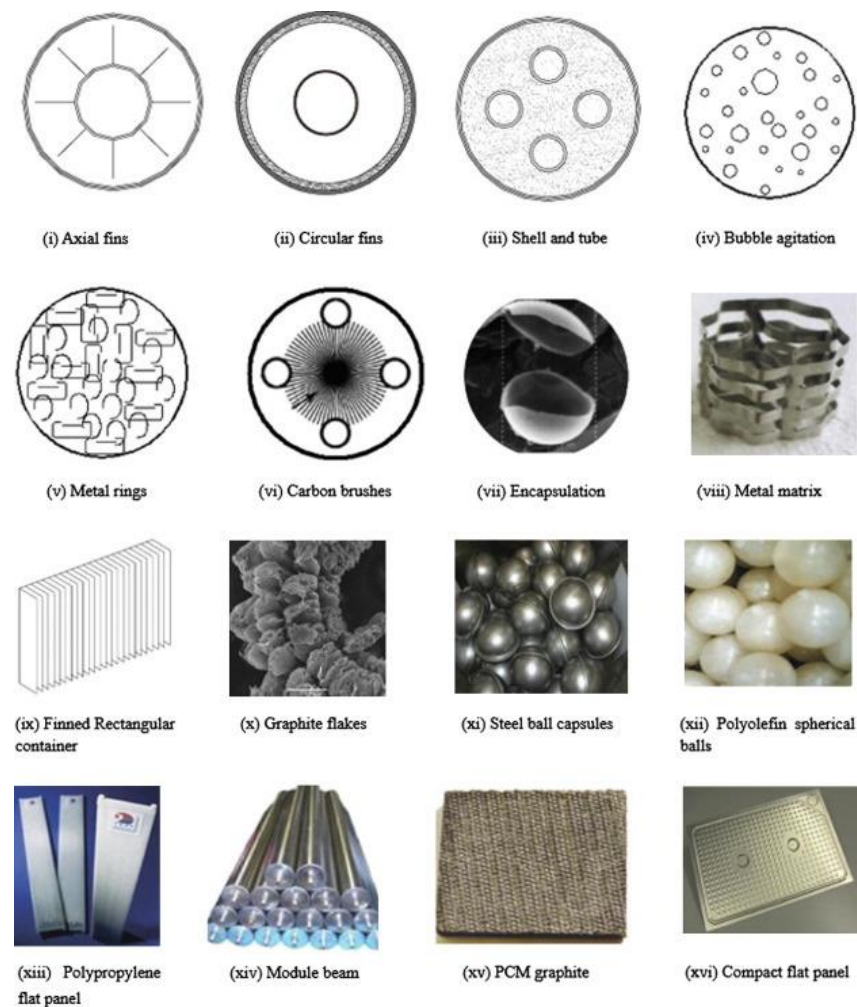 (i) Axial fins
(ii) Circular fins
(iii) Shell and tube
(iv) Bubble agitation
(v) Metal rings
(vi) Carbon brushes
(vii) Encapsulation
(viii) Metal matrix
(ix) Finned Rectangular
container
(x) Graphite flakes
(xi) Steel ball capsules
(xii) Polyolefin spherical
balls
(xiii) Polypropylene
flat panel
(xiv) Module beam
(xv) PCM graphite
(xvi) Compact flat panel